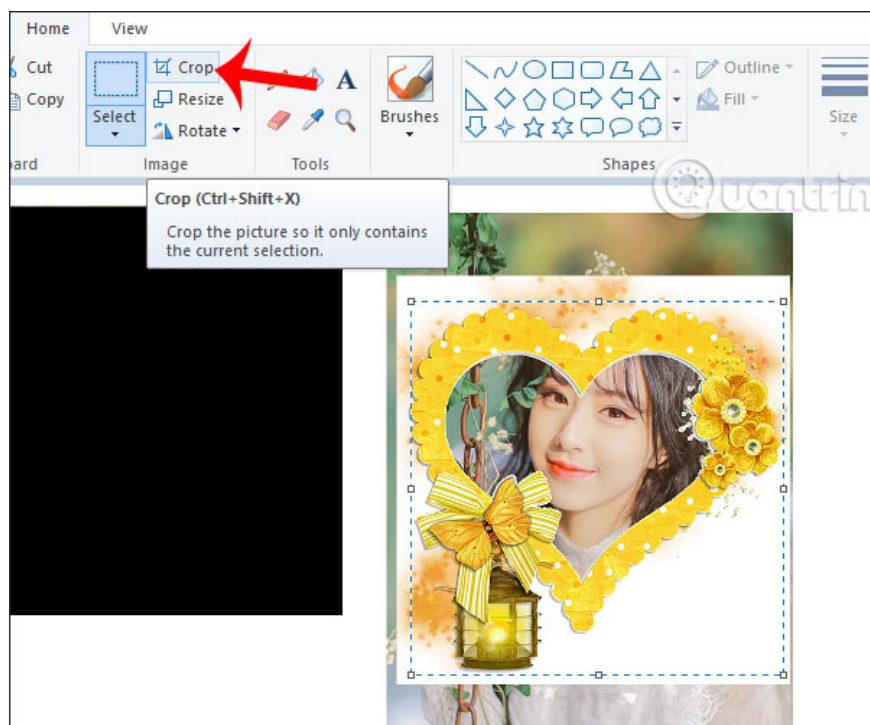 Home View
Cut
Copy
Select
Crop
Resize
Rotate
Image
A
Tools
Brushes
Outline
Fill
Shapes
Size
Crop (Ctrl+Shift+X)
Crop the picture so it only contains
the current selection.
uantrin